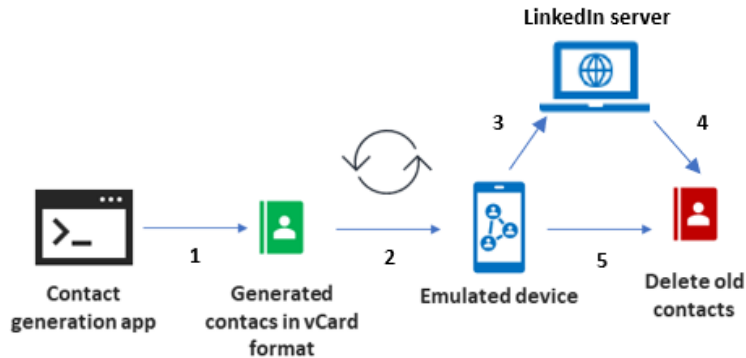 LinkedIn server
3
4
1
2
5
Contact
generation app
Generated
contacs in vCard
format
Emulated device
Delete old
contacts